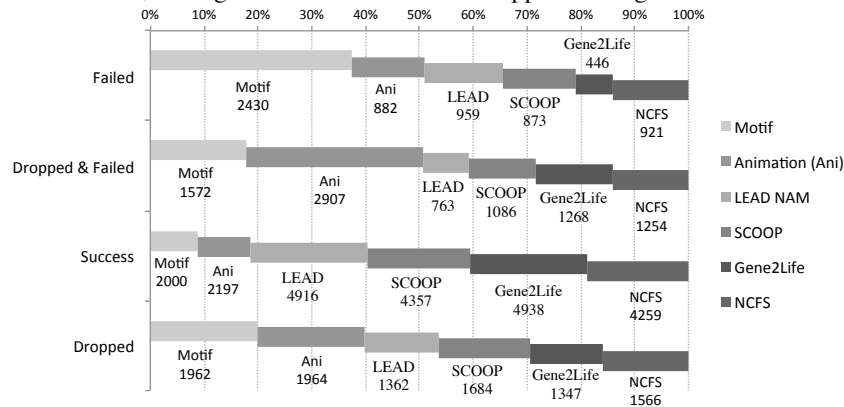 0% 10% 20% 30% 40% 50% 60% 70% 80% 90% 100%
Failed
Motif
2430
Ani
882
LEAD
959
SCOOP
873
Gene2Life
446
NCFS
921
Dropped & Failed
Motif
1572
Ani
2907
LEAD
763
SCOOP
1086
Gene2Life
1268
NCFS
1254
Success
Motif
2000
Ani
2197
LEAD
4916
SCOOP
4357
Gene2Life
4938
NCFS
4259
Dropped
Motif
1962
Ani
1964
LEAD
1362
SCOOP
1684
Gene2Life
1347
NCFS
1566
Motif
Animation (Ani)
LEAD NAM
SCOOP
Gene2Life
NCFS